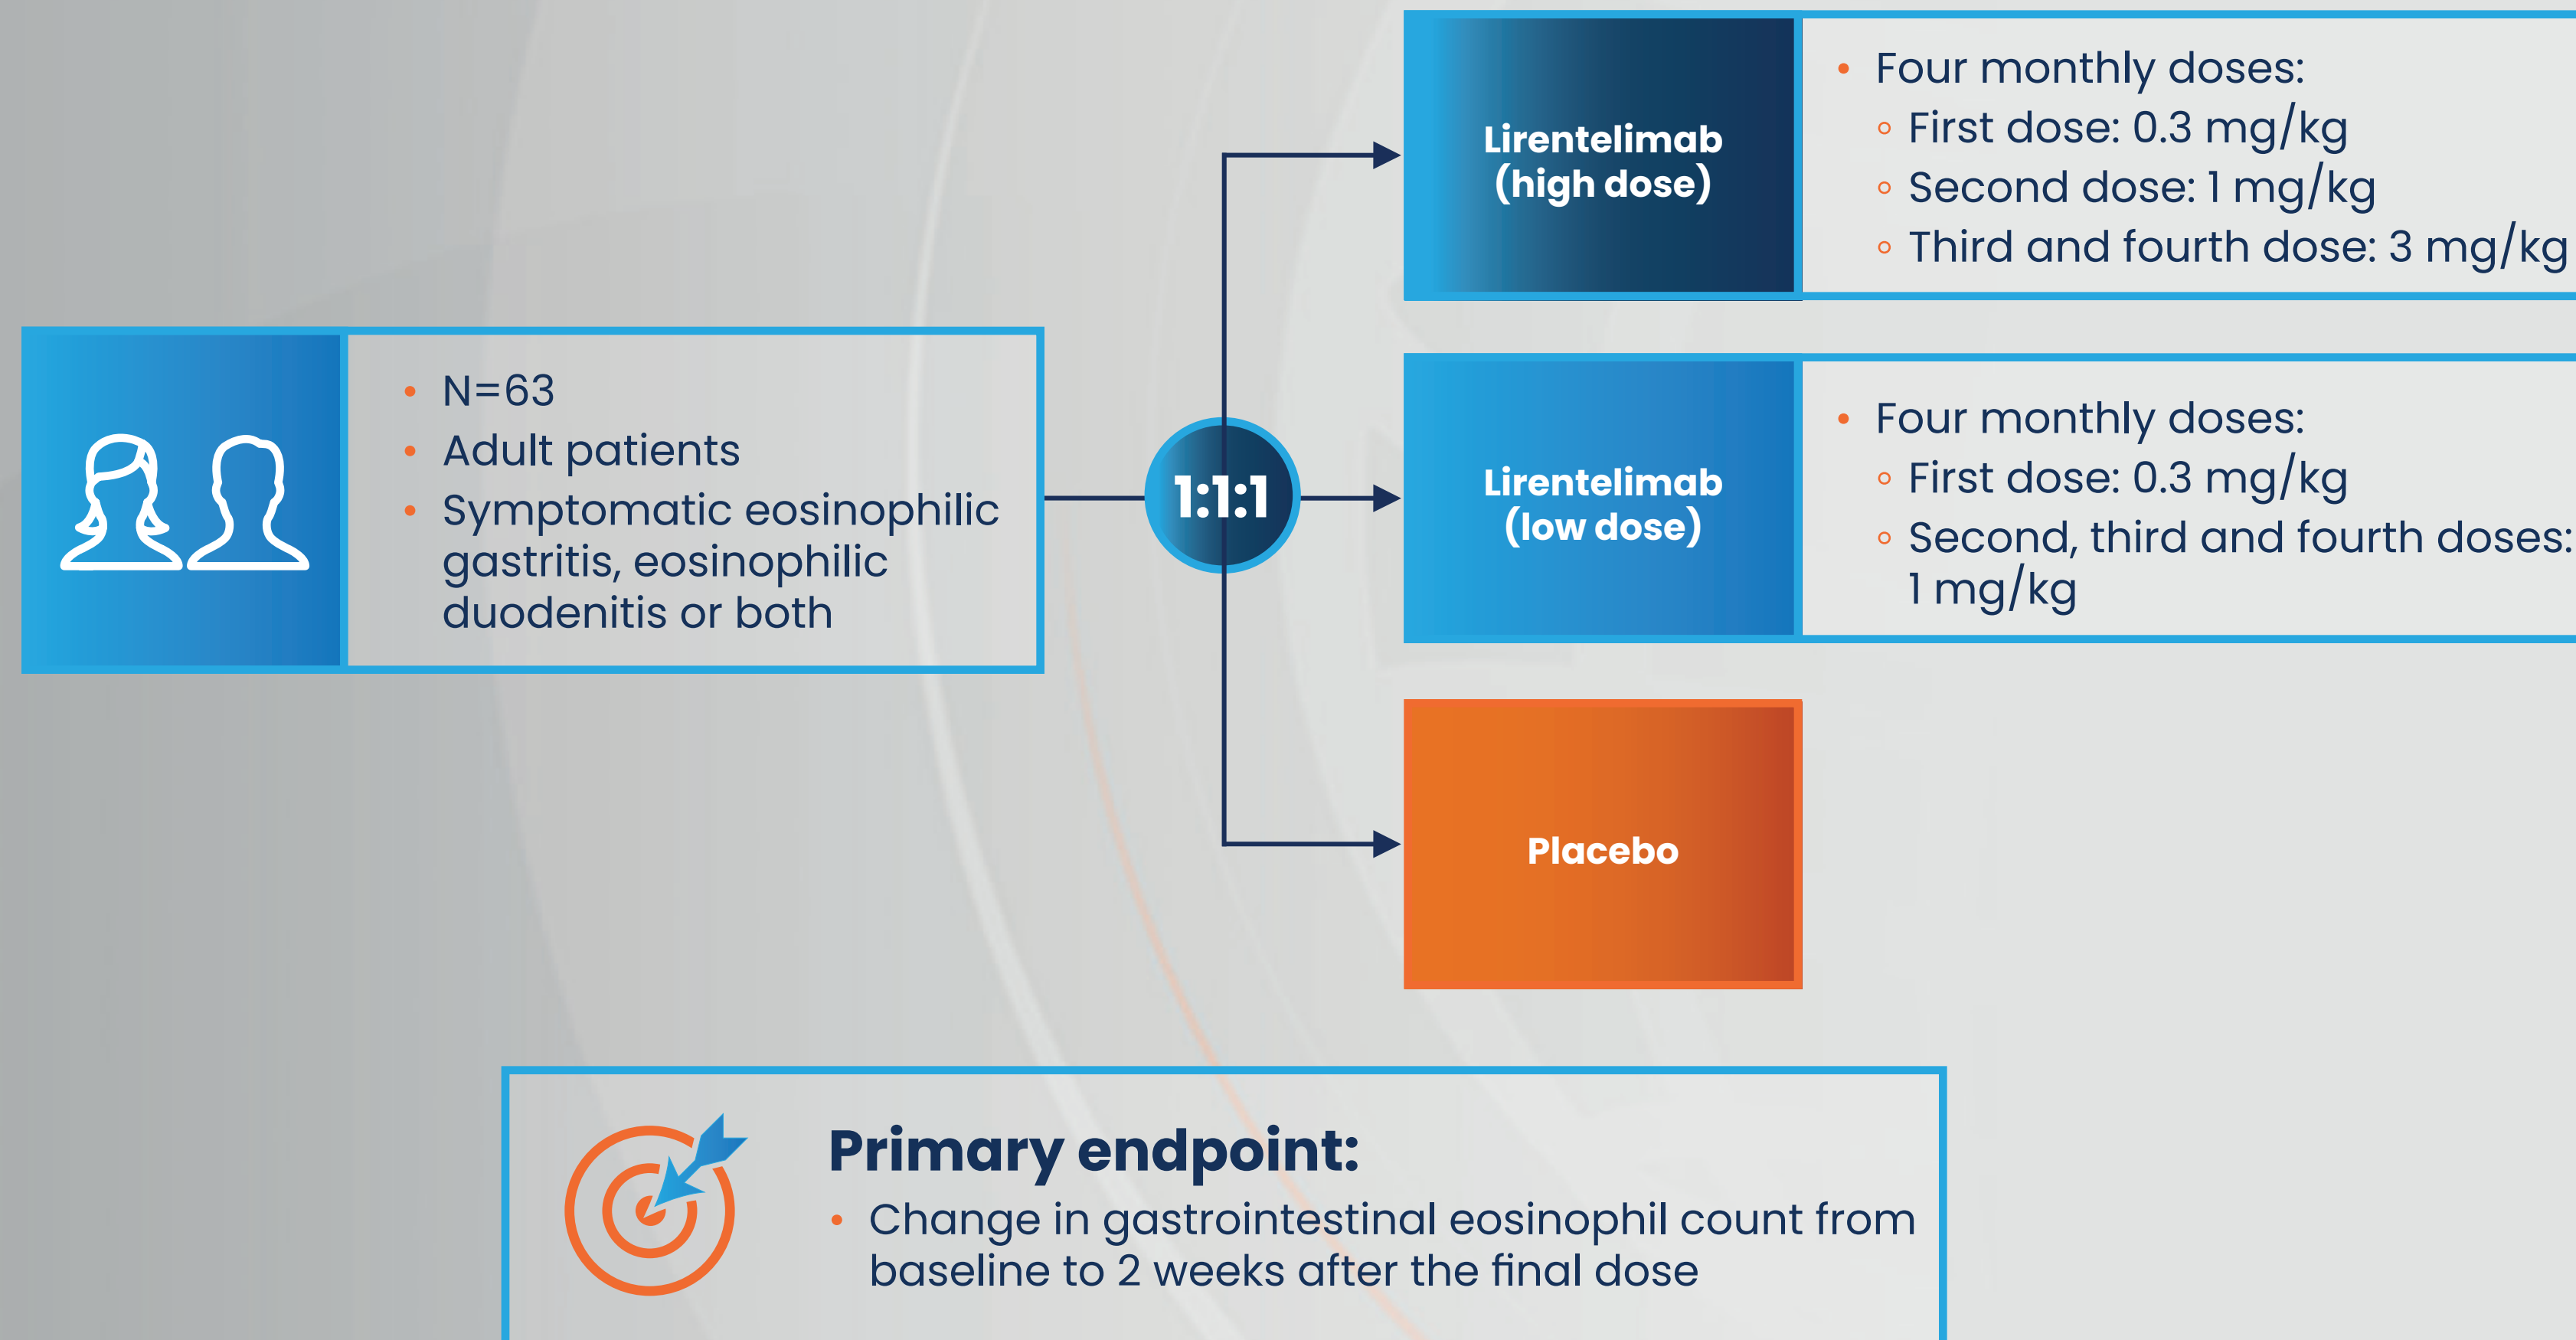 • N=63
• Adult patients
• Symptomatic eosinophilic
gastritis, eosinophilic
duodenitis or both
1:1:1
Lirentelimab
(high dose)
• Four monthly doses:
◦ First dose: 0.3 mg/kg
◦ Second dose: 1 mg/kg
◦ Third and fourth dose: 3 mg/kg
Lirentelimab
(low dose)
• Four monthly doses:
◦ First dose: 0.3 mg/kg
◦ Second, third and fourth doses:
1 mg/kg
Placebo
Primary endpoint:
• Change in gastrointestinal eosinophil count from
baseline to 2 weeks after the final dose